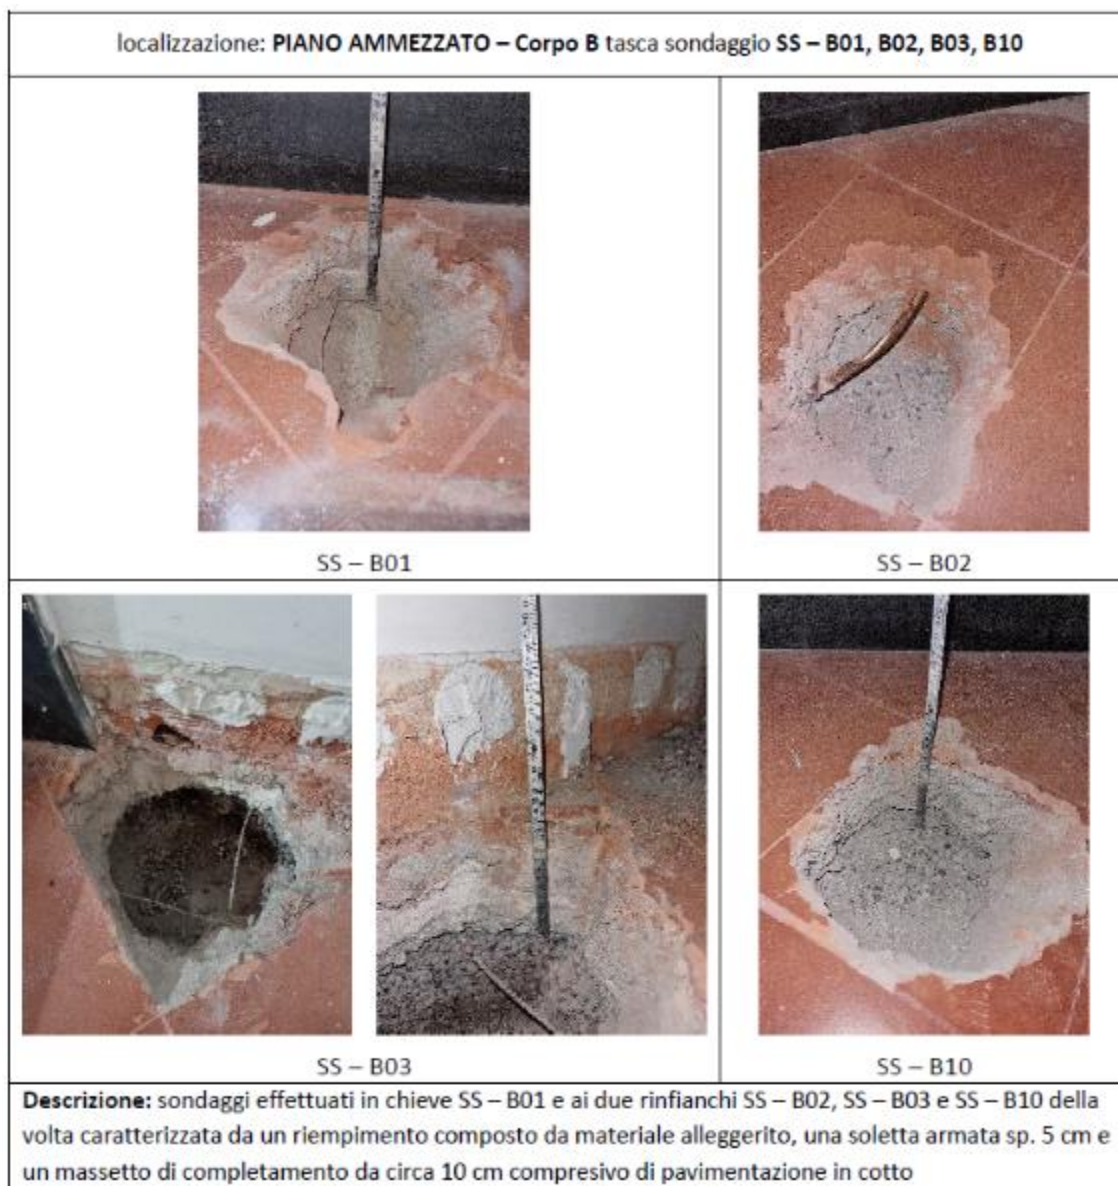 localizzazione: PIANO AMMEZZATO – Corpo B tasca sondaggio SS – B01, B02, B03, B10
SS – B01
SS – B02
SS – B03
SS – B10
Descrizione: sondaggi effettuati in chieve SS – B01 e ai due rinfianchi SS – B02, SS – B03 e SS – B10 della
volta caratterizzata da un riempimento composto da materiale alleggerito, una soletta armata sp. 5 cm e
un massetto di completamento da circa 10 cm compresivo di pavimentazione in cotto